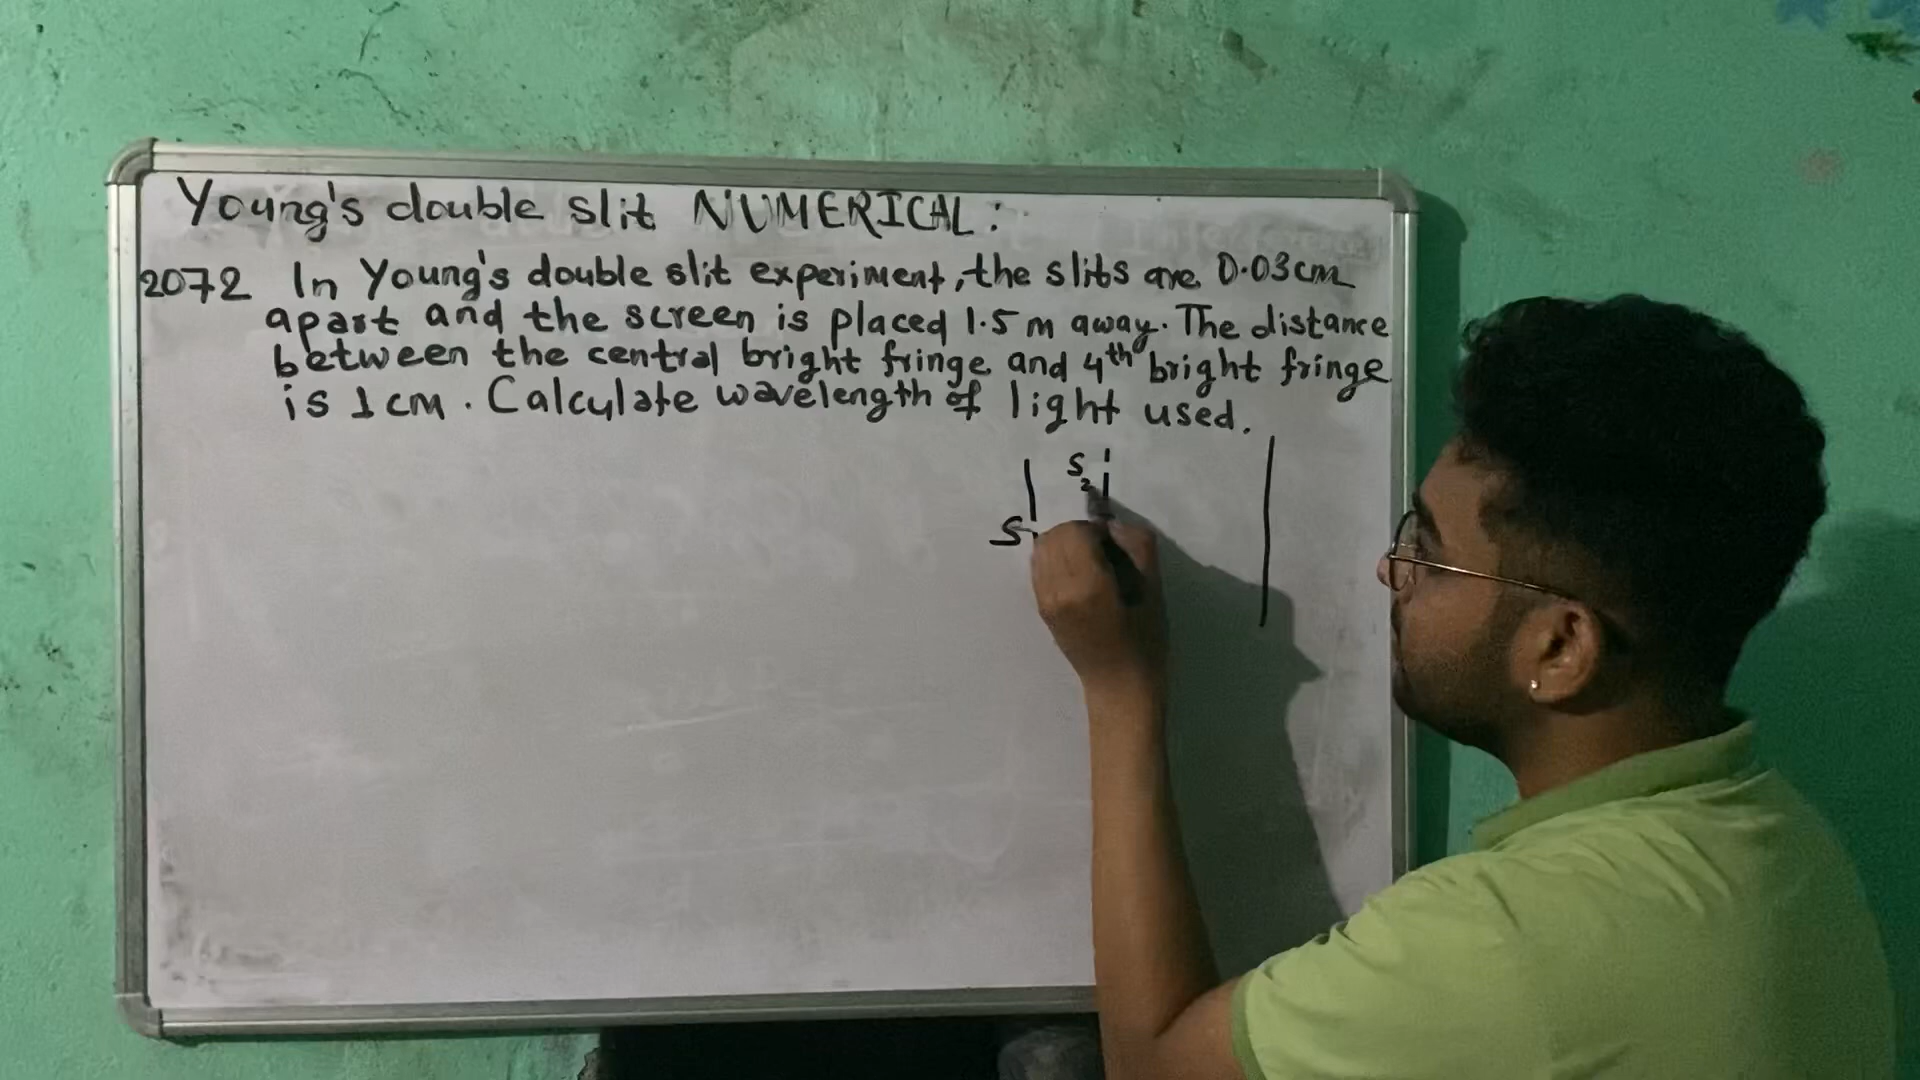 Young's double slit NUMERICAL:
2072 In Young's double slit experiment, the slits are 0.03cm
apart and the screen is placed 1.5 m away. The distance
between the central bright fringe and 4th bright fringe
is 1 cm. Calculate wavelength of light used.
S2
S